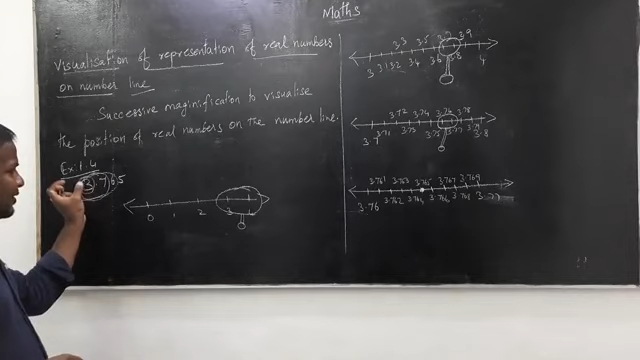 Maths
Visualisation of representation of real numbers
on number line
Successive maginification to visualise
the position of real numbers on the number line.
Ex 1.4
3.765
0 1 2 3
3.3 3.5 3.9
3 3.1 3.2 3.4 3.6 3.8 4
3.72 3.74 3.76 3.78
3.7 3.71 3.73 3.75 3.77 3.8
3.761 3.763 3.765 3.767 3.769
3.76 3.762 3.764 3.766 3.768 3.77